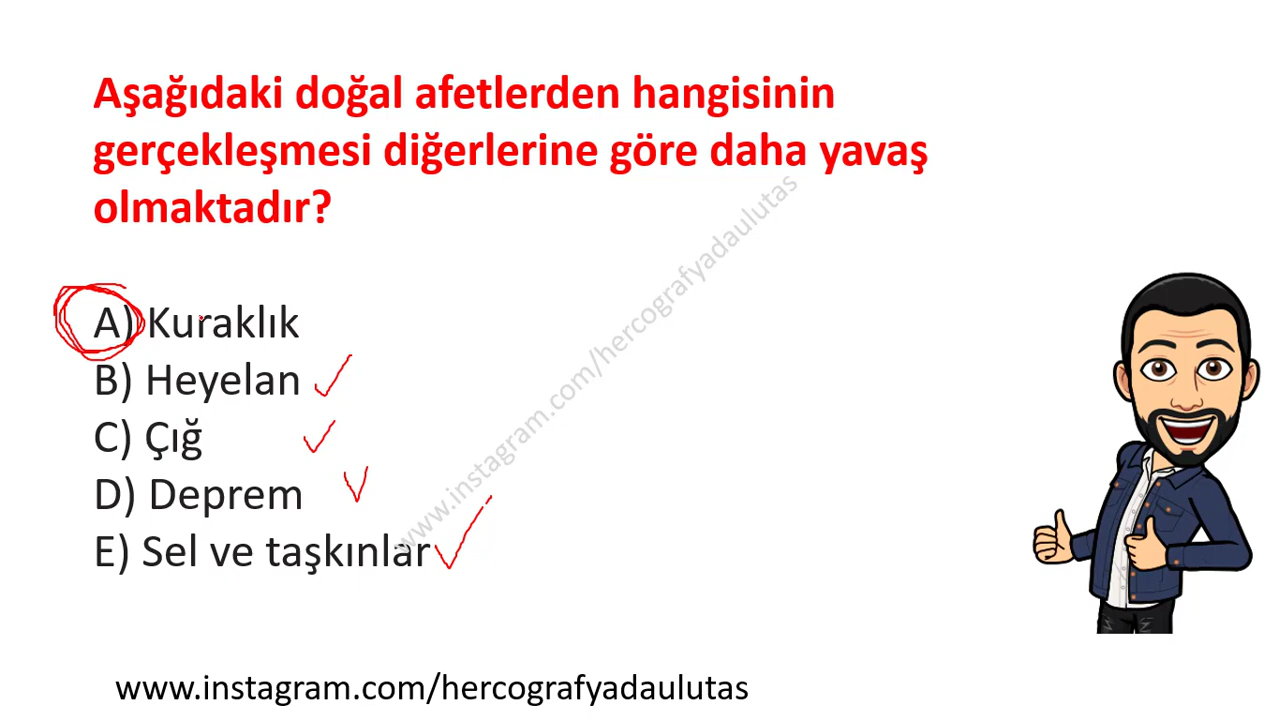 Aşağıdaki doğal afetlerden hangisinin
gerçekleşmesi diğerlerine göre daha yavaş
olmaktadır?
A) Kuraklık
B) Heyelan
C) Çığ
D) Deprem
E) Sel ve taşkınlar
www.instagram.com/hercografyadaulutas
www.instagram.com/hercografyadaulutas